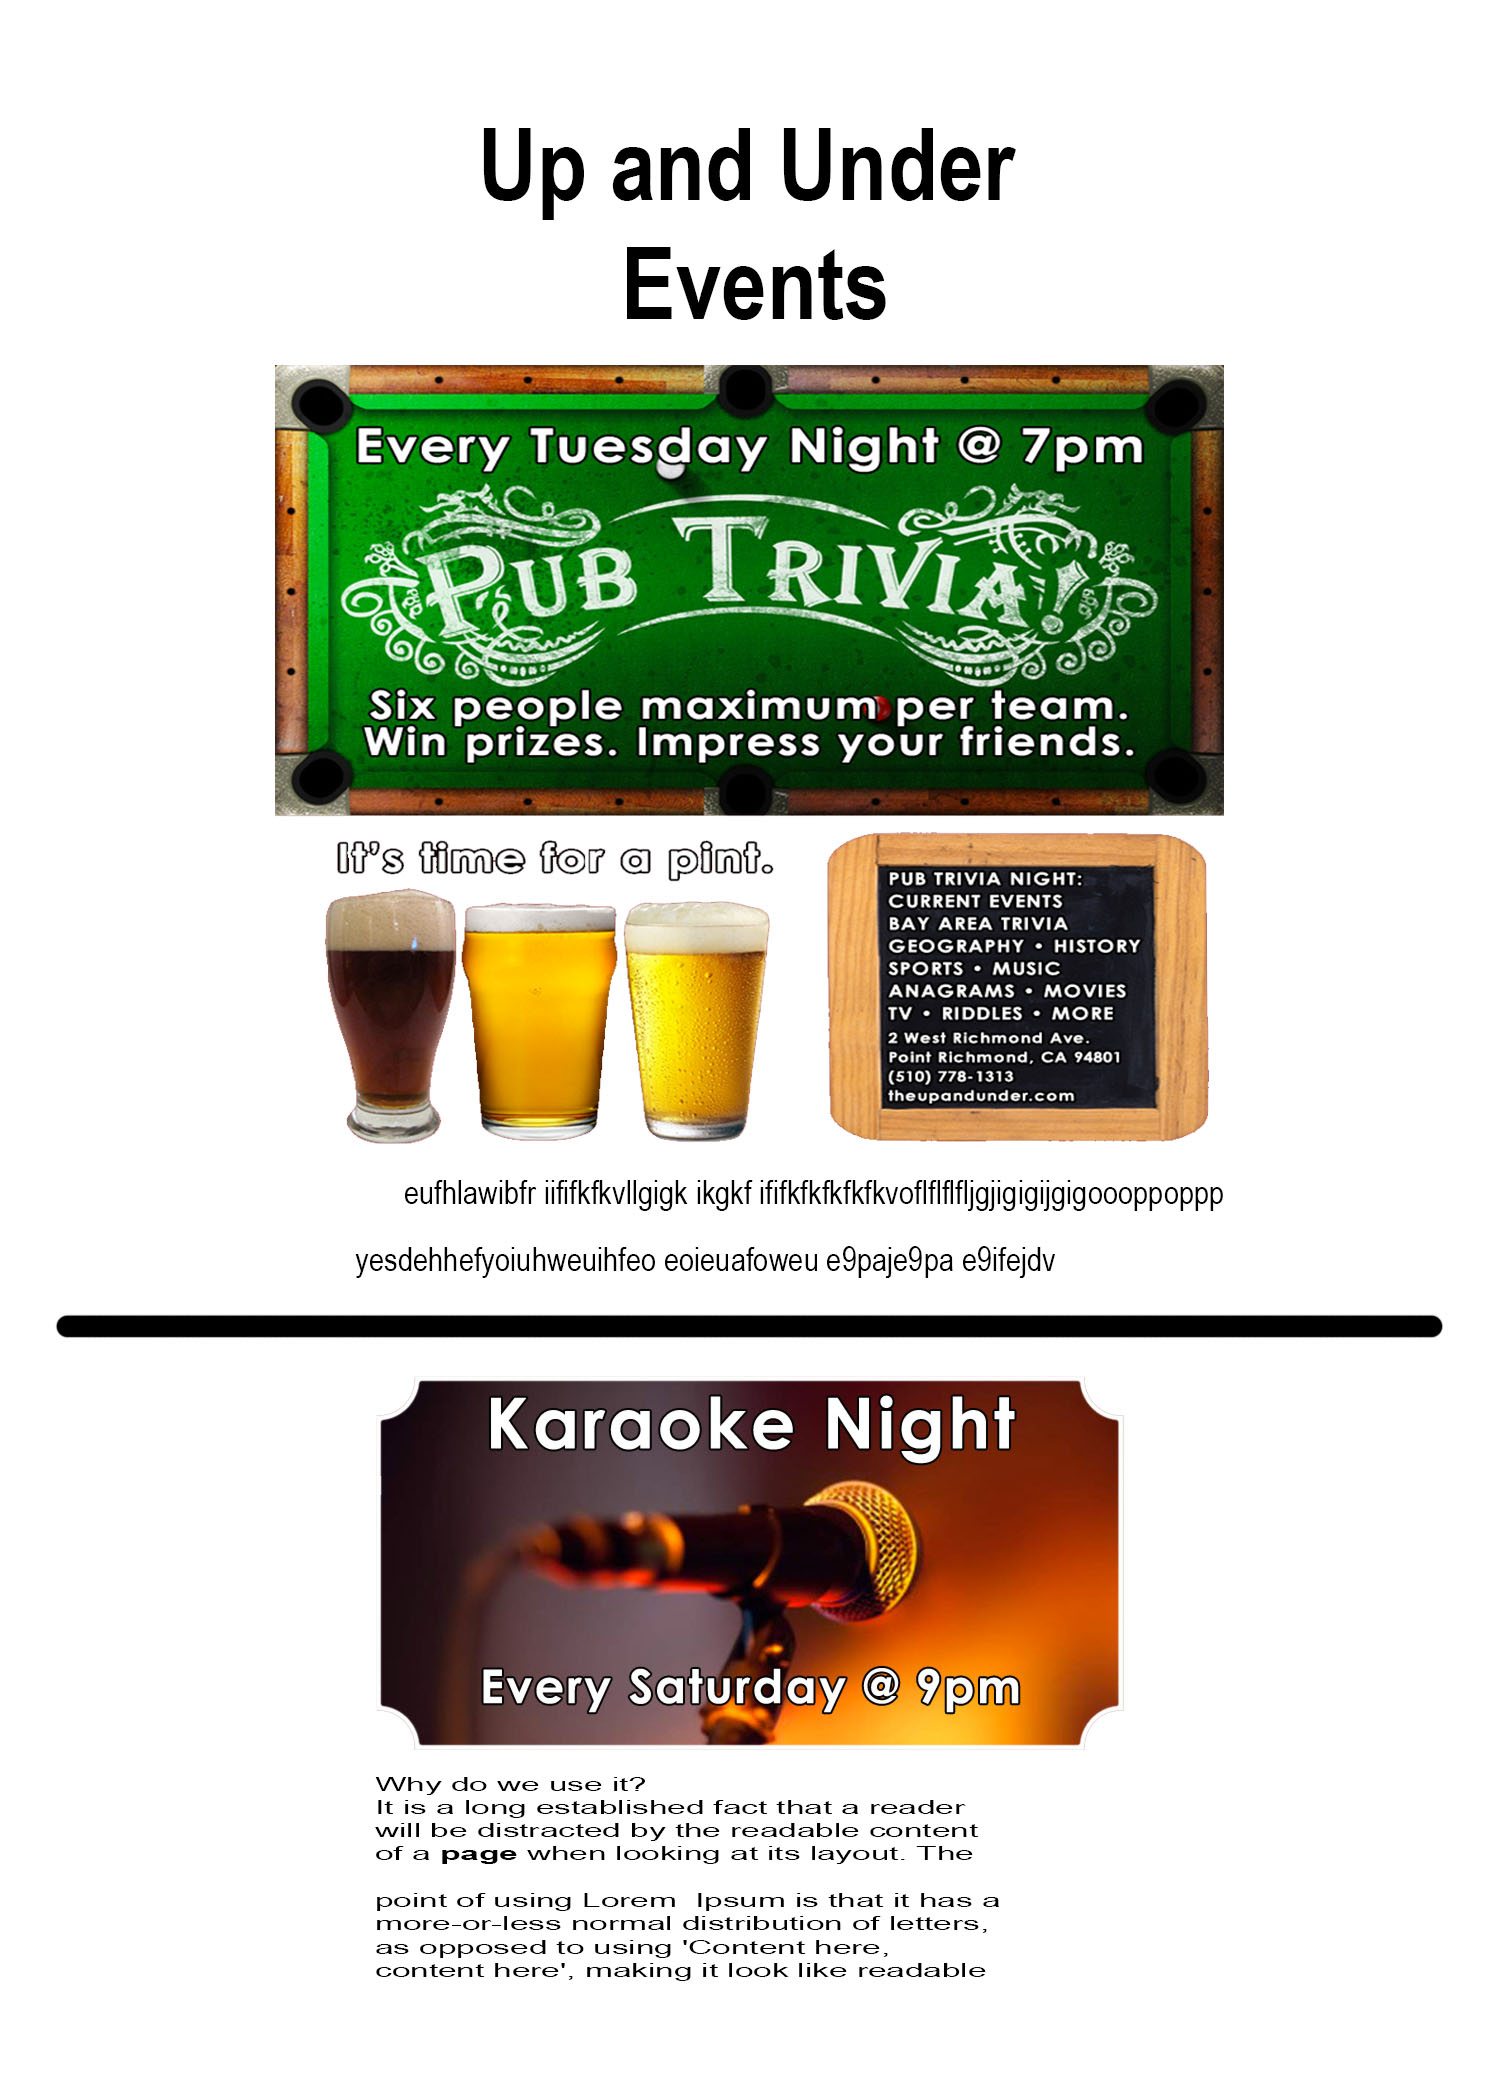 Up and Under
Events
Every Tuesday Night @ 7pm
PUB TRIVIA!
Six people maximum per team.
Win prizes. Impress your friends.
It's time for a pint.
PUB TRIVIA NIGHT:
CURRENT EVENTS
BAY AREA TRIVIA
GEOGRAPHY • HISTORY
SPORTS • MUSIC
ANAGRAMS • MOVIES
TV • RIDDLES • MORE
2 West Richmond Ave.
Point Richmond, CA 94801
(510) 778-1313
theupandunder.com
eufhlawibfr iififkfkvllgigk ikgkf ififkfkfkfkfkvoflflflfljgjigigijgigoooppoppp
yesdehhefyoiuhweuihfeo eoieuafoweu e9paje9pa e9ifejdv
Karaoke Night
Every Saturday @ 9pm
Why do we use it?
It is a long established fact that a reader
will be distracted by the readable content
of a page when looking at its layout. The
point of using Lorem  Ipsum is that it has a
more-or-less normal distribution of letters,
as opposed to using 'Content here,
content here', making it look like readable